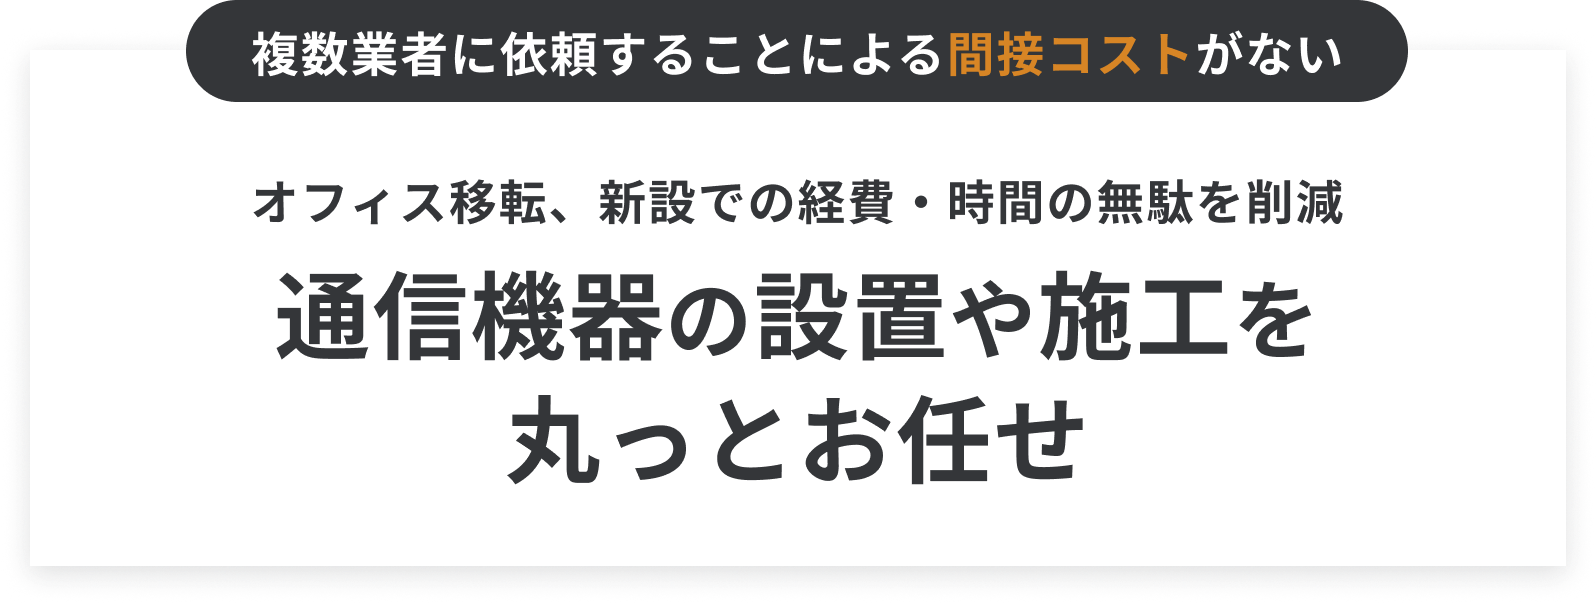 複数業者に依頼することによる間接コストがない
オフィス移転、新設での経費・時間の無駄を削減
通信機器の設置や施工を
丸っとお任せ